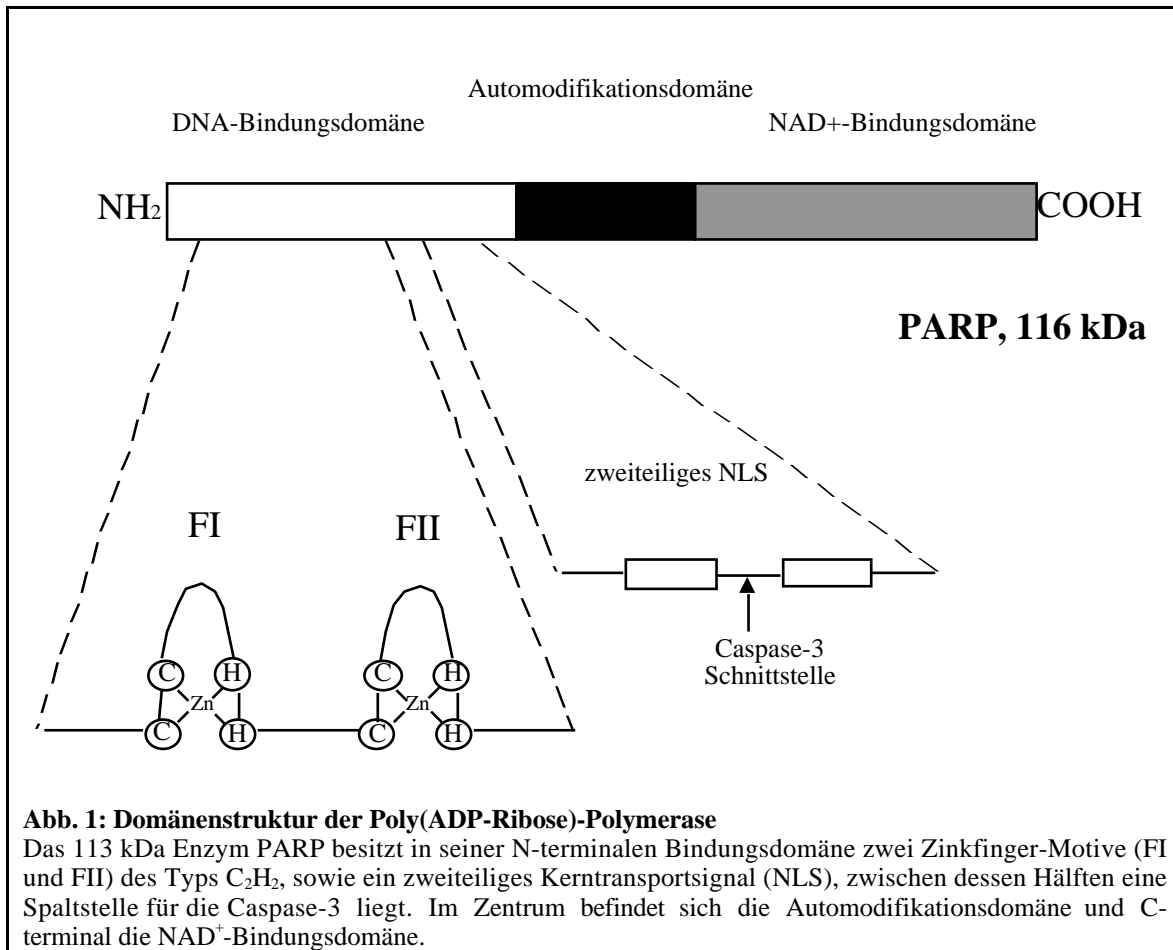 Automodifikationsdomäne
DNA-Bindungsdomäne
NAD+-Bindungsdomäne
NH₂
COOH
PARP, 116 kDa
zweiteiliges NLS
FI
FII
C
H
C
H
Zn
Zn
C
H
C
H
Caspase-3
Schnittstelle
Abb. 1: Domänenstruktur der Poly(ADP-Ribose)-Polymerase
Das 113 kDa Enzym PARP besitzt in seiner N-terminalen Bindungsdomäne zwei Zinkfinger-Motive (FI
und FII) des Typs C₂H₂, sowie ein zweiteiliges Kerntransportsignal (NLS), zwischen dessen Hälften eine
Spaltstelle für die Caspase-3 liegt. Im Zentrum befindet sich die Automodifikationsdomäne und C-
terminal die NAD⁺-Bindungsdomäne.